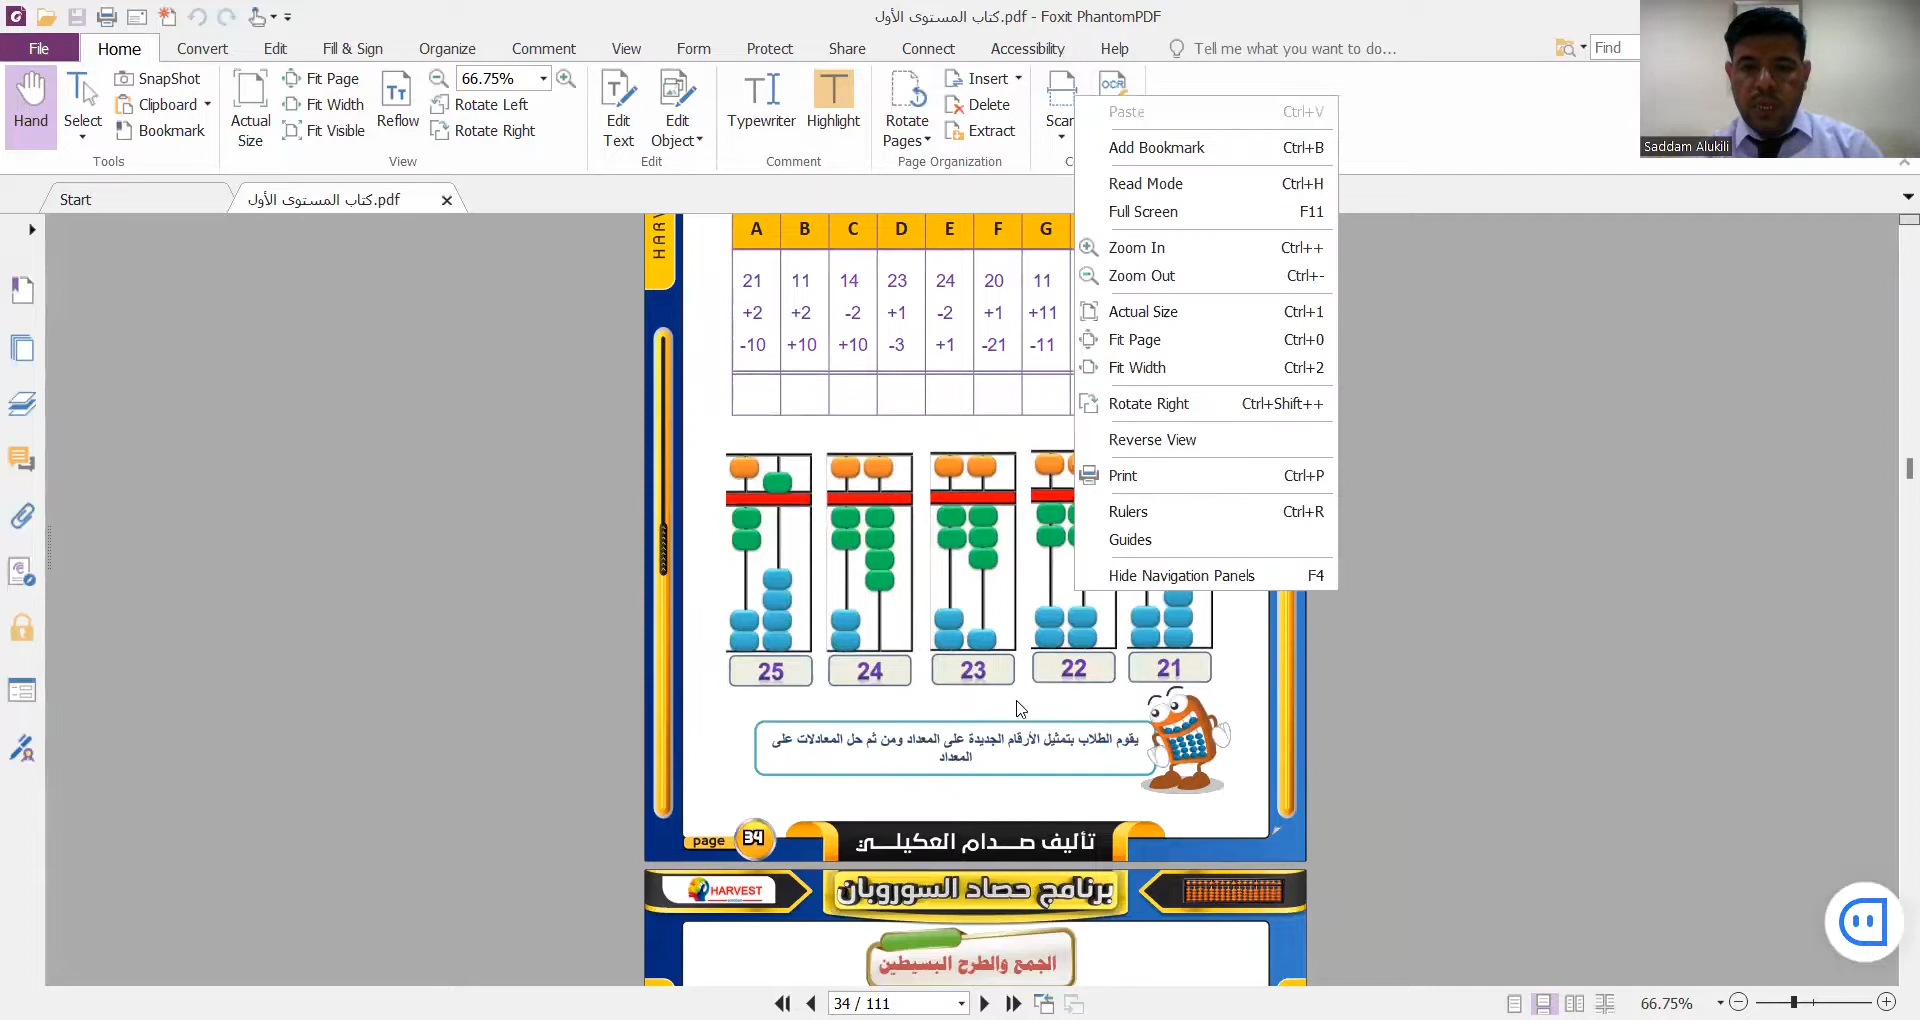 كتاب المستوى الأول.pdf - Foxit PhantomPDF
File Home Convert Edit Fill & Sign Organize Comment View Form Protect Share Connect Accessibility Help Tell me what you want to do... Find
Hand Select SnapShot Clipboard Bookmark Tools
Actual Size Fit Page Fit Width Fit Visible Reflow 66.75% Rotate Left Rotate Right View
Edit Text Edit Object Edit
Typewriter Highlight Comment
Rotate Pages Insert Delete Extract Page Organization
Scan OCR
Saddam Alukili
Start كتاب المستوى الأول.pdf
A B C D E F G
21 11 14 23 24 20 11
+2 +2 -2 +1 -2 +1 +11
-10 +10 +10 -3 +1 -21 -11
25 24 23 22 21
يقوم الطلاب بتمثيل الأرقام الجديدة على المعداد ومن ثم حل المعادلات على
المعداد
page 34
تأليف صدام العكيلي
HARVEST
برنامج حصاد السوروبان
الجمع والطرح البسيطين
Paste Ctrl+V
Add Bookmark Ctrl+B
Read Mode Ctrl+H
Full Screen F11
Zoom In Ctrl++
Zoom Out Ctrl+-
Actual Size Ctrl+1
Fit Page Ctrl+0
Fit Width Ctrl+2
Rotate Right Ctrl+Shift++
Reverse View
Print Ctrl+P
Rulers Ctrl+R
Guides
Hide Navigation Panels F4
34 / 111
66.75%